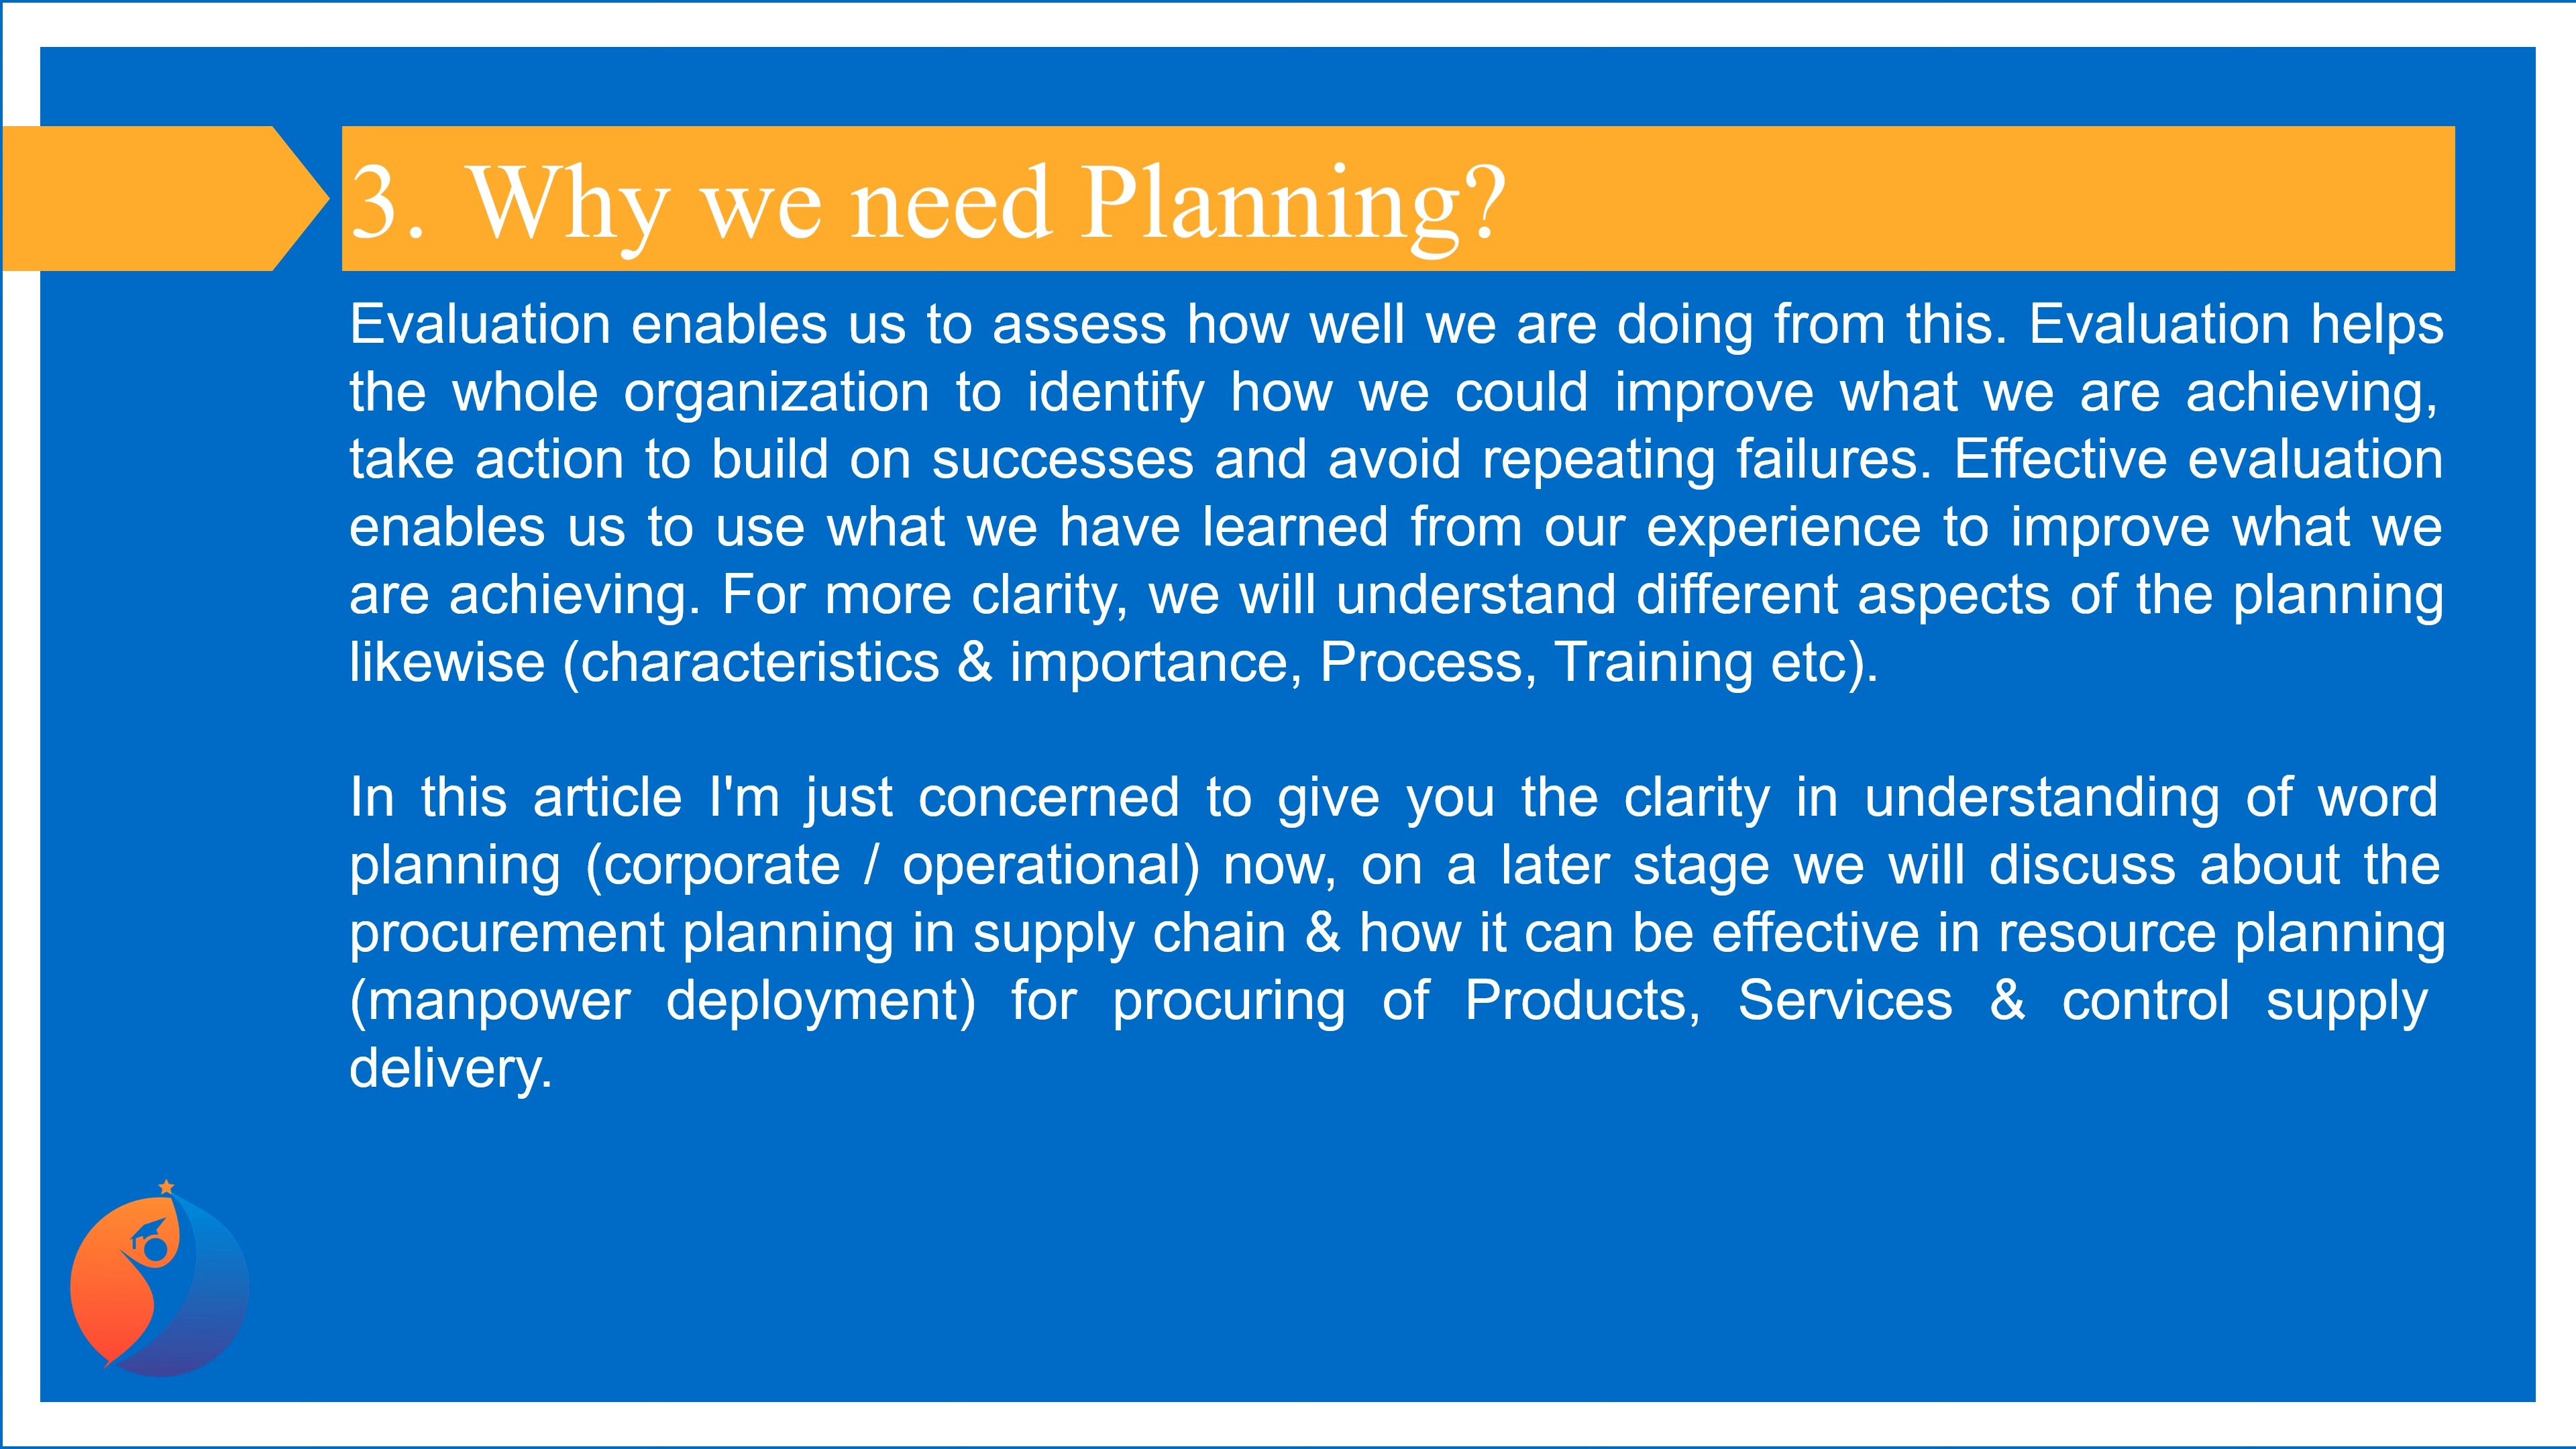 3. Why we need Planning?
Evaluation enables us to assess how well we are doing from this. Evaluation helps
the whole organization to identify how we could improve what we are achieving,
take action to build on successes and avoid repeating failures. Effective evaluation
enables us to use what we have learned from our experience to improve what we
are achieving. For more clarity, we will understand different aspects of the planning
likewise (characteristics & importance, Process, Training etc).
In this article I'm just concerned to give you the clarity in understanding of word
planning (corporate / operational) now, on a later stage we will discuss about the
procurement planning in supply chain & how it can be effective in resource planning
(manpower deployment) for procuring of Products, Services & control supply
delivery.